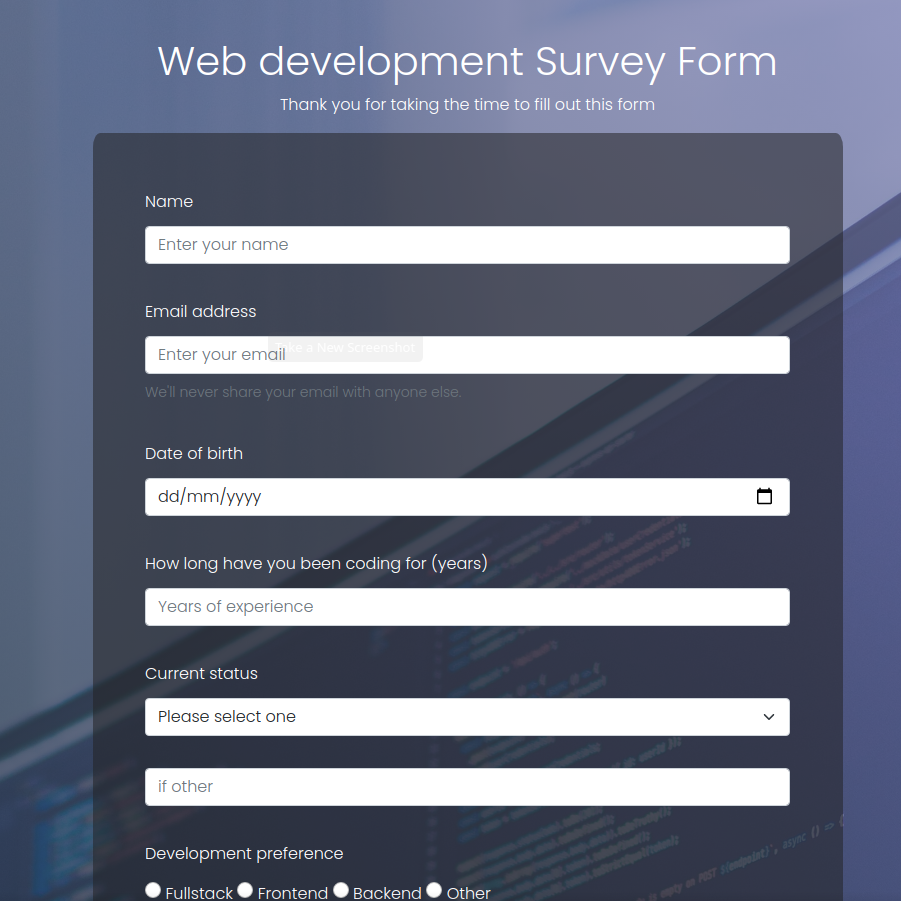 Web development Survey Form
Thank you for taking the time to fill out this form
Name
Enter your name
Email address
Enter your email
Take a New Screenshot
We'll never share your email with anyone else.
Date of birth
dd/mm/yyyy
How long have you been coding for (years)
Years of experience
Current status
Please select one
if other
Development preference
Fullstack Frontend Backend Other